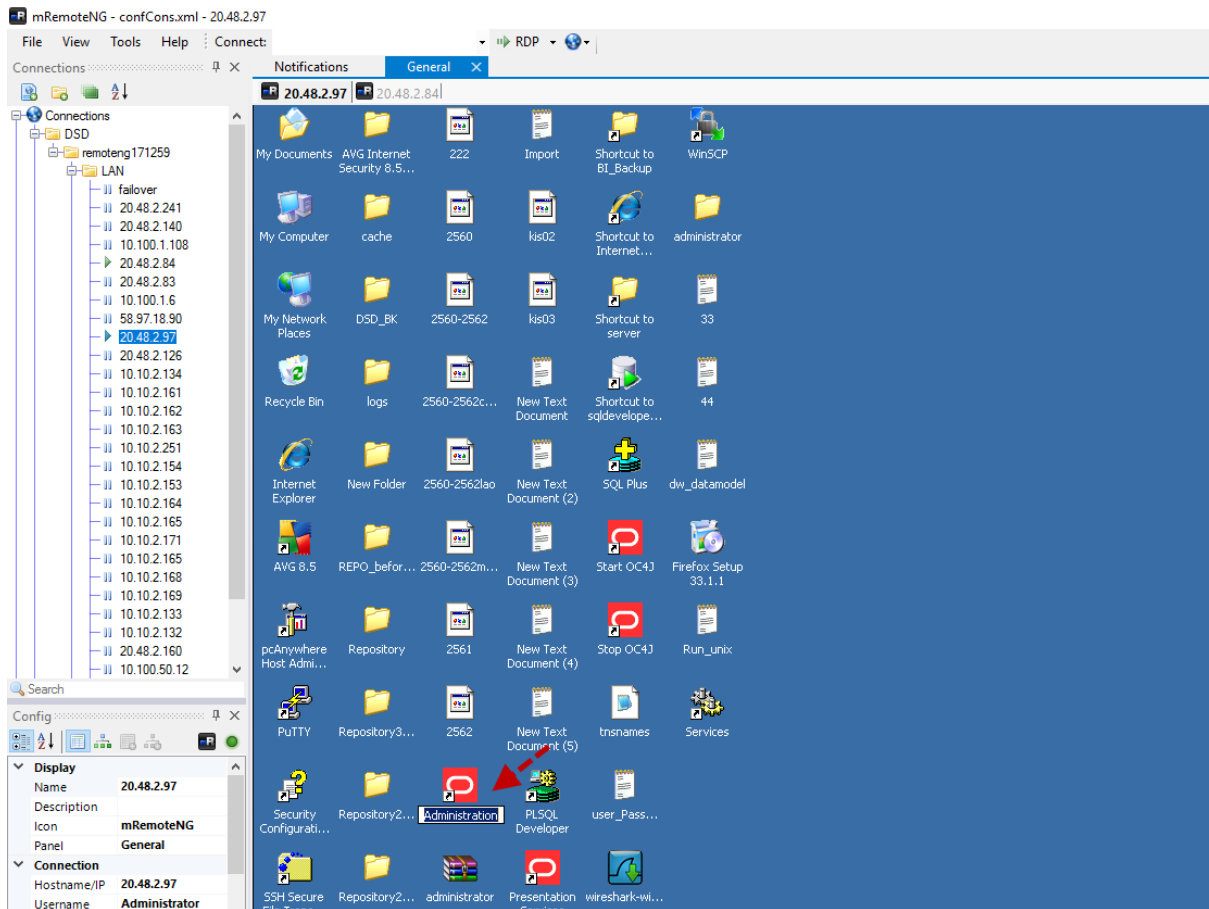 mRemoteNG - confCons.xml - 20.48.2.97
File View Tools Help Connect: RDP
Connections
Notifications General
20.48.2.97 20.48.2.84
Connections
DSD
remoteng171259
LAN
failover
20.48.2.241
20.48.2.140
10.100.1.108
20.48.2.84
20.48.2.83
10.100.1.6
58.97.18.90
20.48.2.97
20.48.2.126
10.10.2.134
10.10.2.161
10.10.2.162
10.10.2.163
10.10.2.251
10.10.2.154
10.10.2.153
10.10.2.164
10.10.2.165
10.10.2.171
10.10.2.165
10.10.2.168
10.10.2.169
10.10.2.133
10.10.2.132
20.48.2.160
10.100.50.12
Search
Config
Display
Name 20.48.2.97
Description
Icon mRemoteNG
Panel General
Connection
Hostname/IP 20.48.2.97
Username Administrator
My Documents AVG Internet 222 Import Shortcut to WinSCP
Security 8.5... BI_Backup
My Computer cache 2560 kis02 Shortcut to administrator
Internet...
My Network DSD_BK 2560-2562 kis03 Shortcut to 33
Places server
Recycle Bin logs 2560-2562c... New Text Shortcut to 44
Document sqldevelope...
Internet New Folder 2560-2562lao New Text SQL Plus dw_datamodel
Explorer Document (2)
AVG 8.5 REPO_befor... 2560-2562m... New Text Start OC4J Firefox Setup
Document (3) 33.1.1
pcAnywhere Repository 2561 New Text Stop OC4J Run_unix
Host Admi... Document (4)
PuTTY Repository3... 2562 New Text tnsnames Services
Document (5)
Security Repository2... Administration PLSQL user_Pass...
Configurati... Developer
SSH Secure Repository2... administrator Presentation wireshark-wi...